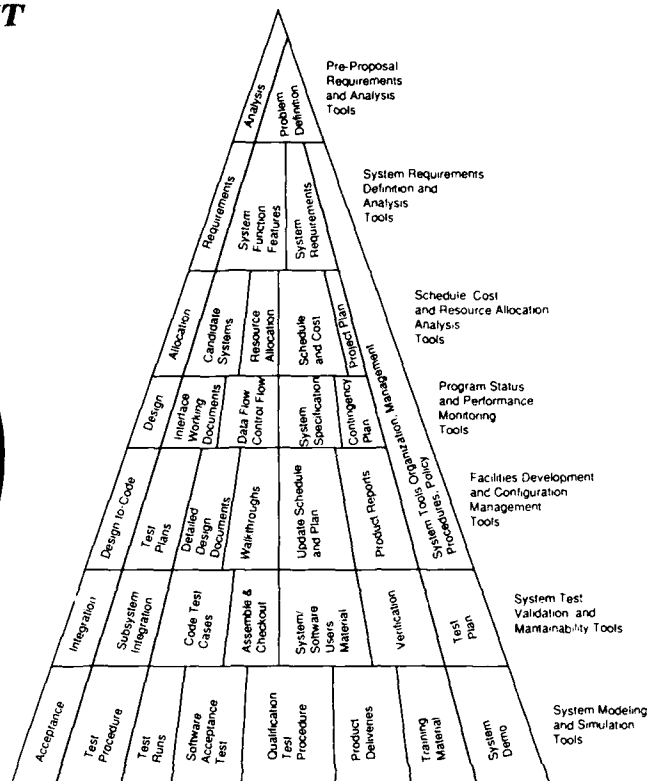 NT
Analysis
Problem
Definition
Pre-Proposal
Requirements
and Analysis
Tools
Requirements
System
Function
Features
System
Requirements
System Requirements
Definition and
Analysis
Tools
Allocation
Candidate
Systems
Resource
Allocation
Schedule
and Cost
Project Plan
Schedule Cost
and Resource Allocation
Analysis
Tools
Design
Interface
Working
Documents
Data Flow
Control Flow
System
Specification
Contingency
Plan
System Tools Organization, Management
Procedures, Policy
Program Status
and Performance
Monitoring
Tools
Design to-Code
Test
Plans
Detailed
Design
Documents
Walkthroughs
Update Schedule
and Plan
Product Reports
Facilities Development
and Configuration
Management
Tools
Integration
Subsystem
Integration
Code Test
Cases
Assemble &
Checkout
System/
Software
Users
Material
Verification
Test
Plan
System Test
Validation and
Maintainability Tools
Acceptance
Test
Procedure
Test
Runs
Software
Acceptance
Test
Qualification
Test
Procedure
Product
Deliveries
Training
Material
System
Demo
System Modeling
and Simulation
Tools